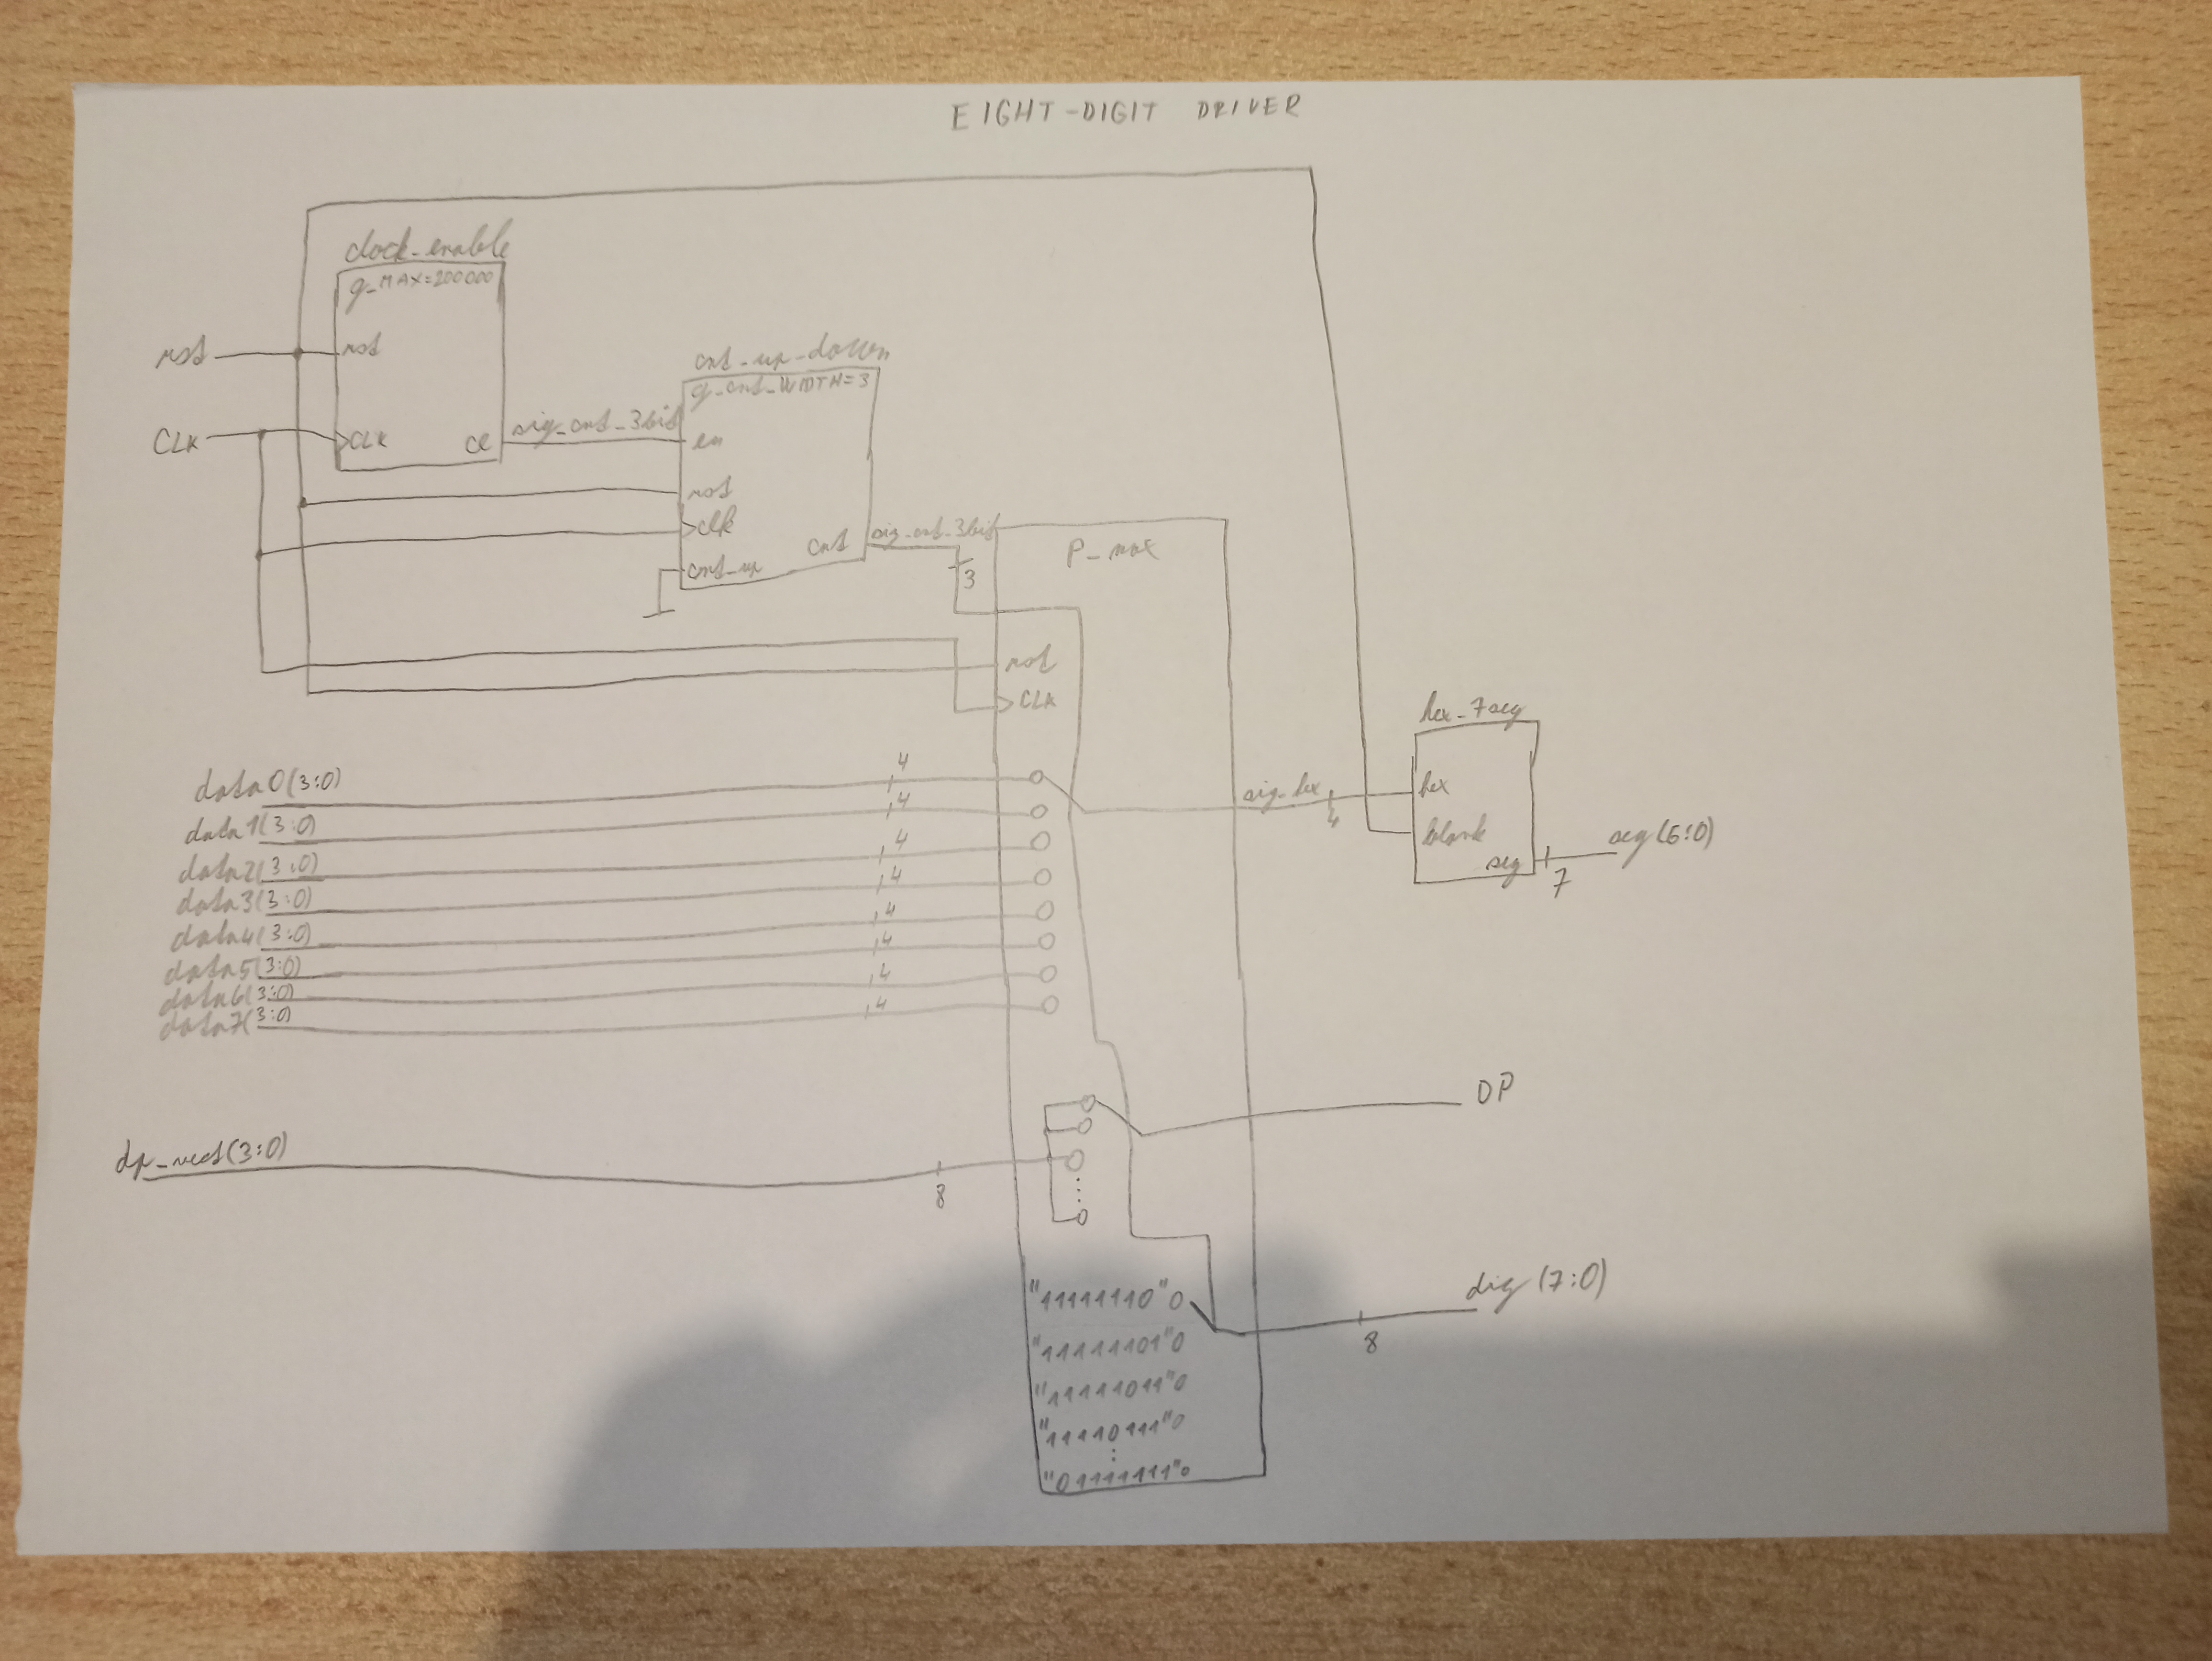 EIGHT-DIGIT DRIVER
clock_enable
g_MAX=200000
rst
rst
CLK
CLK
ce
sig_cnt_3bit
cnt_up_down
g_cnt_WIDTH=3
en
rst
clk
cnt
cnt_up
sig_cnt_3bit
3
P_mux
rst
CLK
data0(3:0)
4
data1(3:0)
4
data2(3:0)
4
data3(3:0)
4
data4(3:0)
4
data5(3:0)
4
data6(3:0)
4
data7(3:0)
4
sig_hex
4
hex_7seg
hex
blank
seg
7
seg(6:0)
dp_vect(3:0)
8
DP
"11111110"
"11111101"
"11111011"
"11110111"
"01111111"
dig(7:0)
8